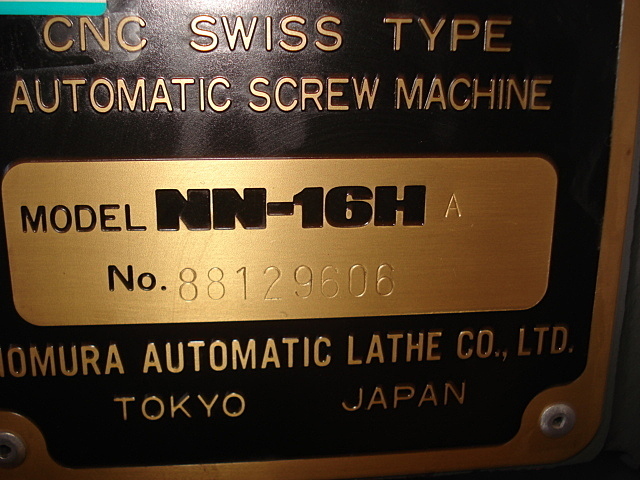 CNC SWISS TYPE
AUTOMATIC SCREW MACHINE
MODEL NN-16H A
No. 88129606
NOMURA AUTOMATIC LATHE CO., LTD.
TOKYO JAPAN